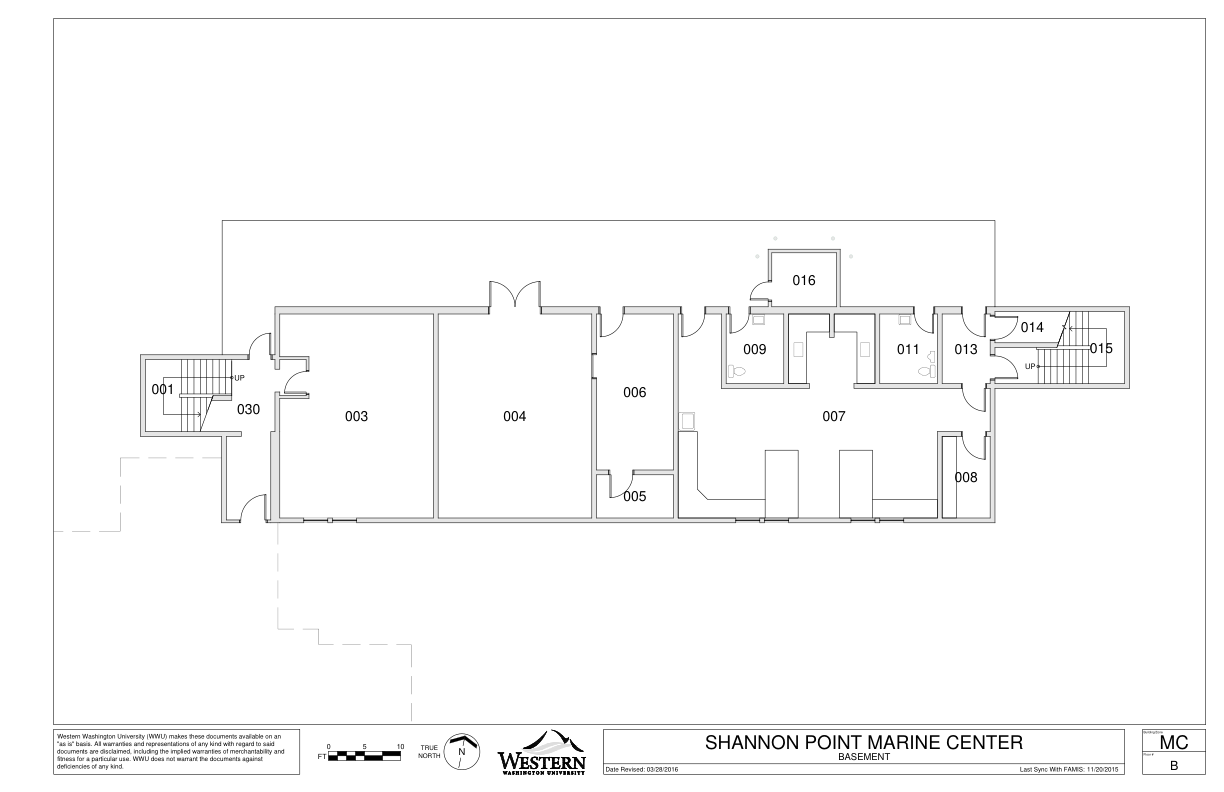 016
014
009
011
013
015
001
UP
UP
006
030
003
004
007
008
005
Western Washington University (WWU) makes these documents available on an
"as is" basis. All warranties and representations of any kind with regard to said
documents are disclaimed, including the implied warranties of merchantability and
fitness for a particular use. WWU does not warrant the documents against
deficiencies of any kind.
0 5 10
FT
TRUE
NORTH
N
WESTERN
WASHINGTON UNIVERSITY
SHANNON POINT MARINE CENTER
BASEMENT
Date Revised: 03/28/2016
Last Sync With FAMIS: 11/20/2015
MC
B